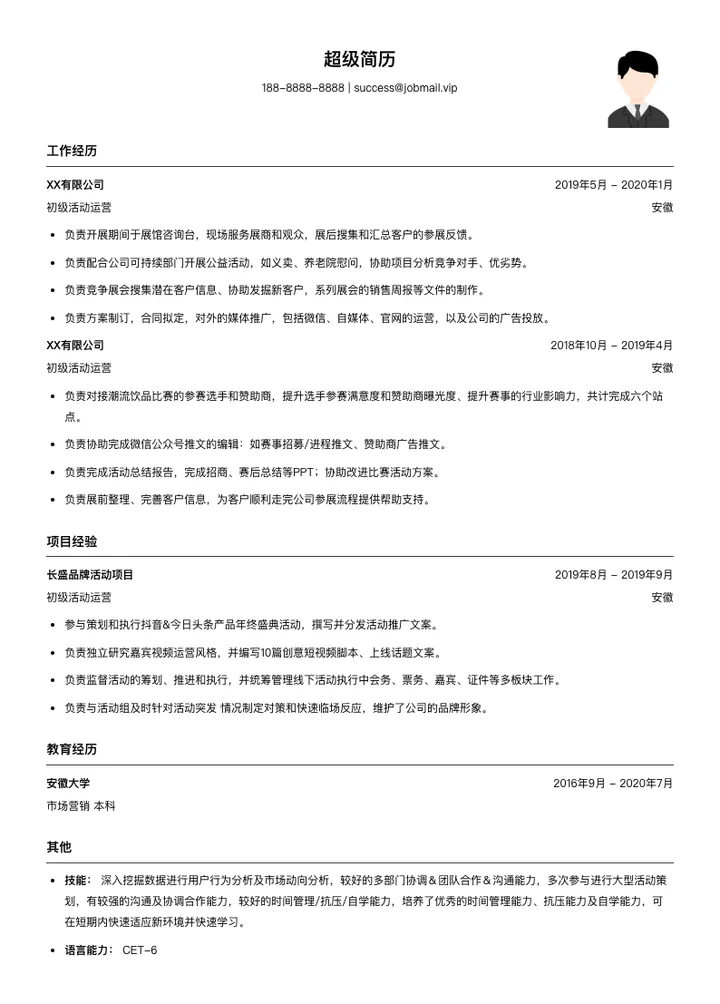 超级简历
188-8888-8888 | success@jobmail.vip
工作经历
XX有限公司 2019年5月 - 2020年1月
初级活动运营 安徽
• 负责开展期间于展馆咨询台，现场服务展商和观众，展后搜集和汇总客户的参展反馈。
• 负责配合公司可持续部门开展公益活动，如义卖、养老院慰问，协助项目分析竞争对手、优劣势。
• 负责竞争展会搜集潜在客户信息、协助发掘新客户，系列展会的销售周报等文件的制作。
• 负责方案制订，合同拟定，对外的媒体推广，包括微信、自媒体、官网的运营，以及公司的广告投放。
XX有限公司 2018年10月 - 2019年4月
初级活动运营 安徽
• 负责对接潮流饮品比赛的参赛选手和赞助商，提升选手参赛满意度和赞助商曝光度、提升赛事的行业影响力，共计完成六个站
点。
• 负责协助完成微信公众号推文的编辑：如赛事招募/进程推文、赞助商广告推文。
• 负责完成活动总结报告，完成招商、赛后总结等PPT；协助改进比赛活动方案。
• 负责展前整理、完善客户信息，为客户顺利走完公司参展流程提供帮助支持。
项目经验
长盛品牌活动项目 2019年8月 - 2019年9月
初级活动运营 安徽
• 参与策划和执行抖音&今日头条产品年终盛典活动，撰写并分发活动推广文案。
• 负责独立研究嘉宾视频运营风格，并编写10篇创意短视频脚本、上线话题文案。
• 负责监督活动的筹划、推进和执行，并统筹管理线下活动执行中会务、票务、嘉宾、证件等多板块工作。
• 负责与活动组及时针对活动突发 情况制定对策和快速临场反应，维护了公司的品牌形象。
教育经历
安徽大学 2016年9月 - 2020年7月
市场营销 本科
其他
• 技能： 深入挖掘数据进行用户行为分析及市场动向分析，较好的多部门协调＆团队合作＆沟通能力，多次参与进行大型活动策
划，有较强的沟通及协调合作能力，较好的时间管理/抗压/自学能力，培养了优秀的时间管理能力、抗压能力及自学能力，可
在短期内快速适应新环境并快速学习。
• 语言能力： CET-6